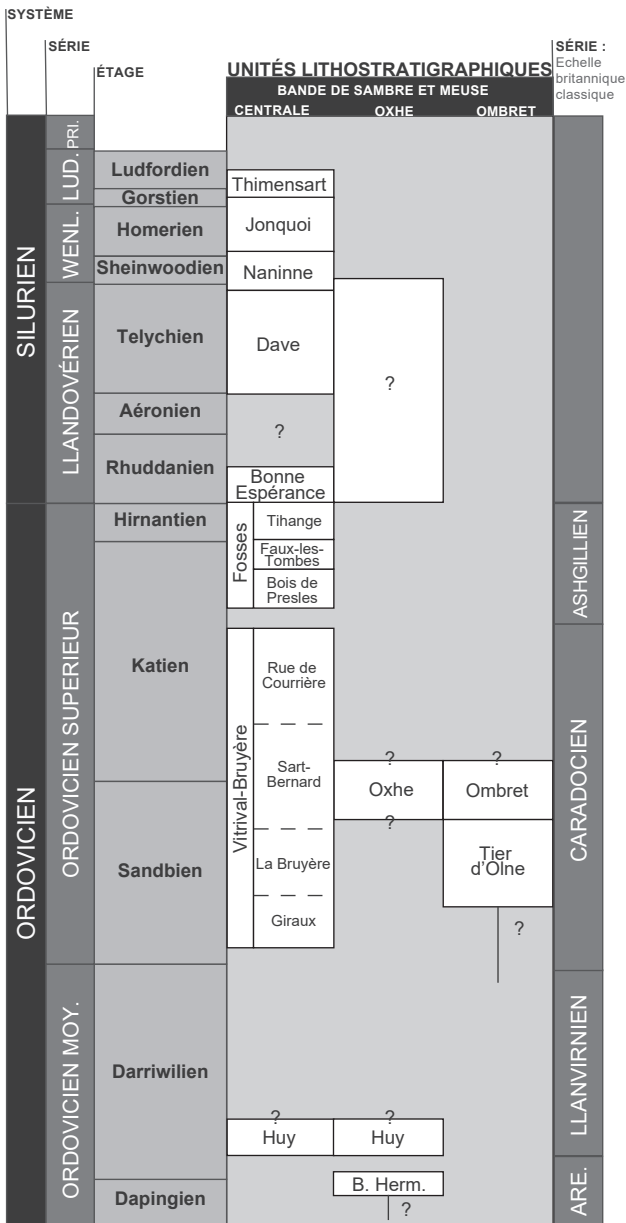 SYSTÈME
SÉRIE
ÉTAGE
UNITÉS LITHOSTRATIGRAPHIQUES
SÉRIE :
Echelle
britannique
classique
BANDE DE SAMBRE ET MEUSE
CENTRALE
OXHE
OMBRET
SILURIEN
PRI.
LUD.
WENL.
LLANDOVÉRIEN
Ludfordien
Gorstien
Homerien
Sheinwoodien
Telychien
Aéronien
Rhuddanien
Thimensart
Jonquoi
Naninne
Dave
?
Bonne
Espérance
?
ORDOVICIEN
ORDOVICIEN SUPERIEUR
ORDOVICIEN MOY.
Hirnantien
Katien
Sandbien
Darriwilien
Dapingien
Fosses
Tihange
Faux-les-
Tombes
Bois de
Presles
Vitrival-Bruyère
Rue de
Courrière
Sart-
Bernard
La Bruyère
Giraux
?
Oxhe
?
?
Ombret
Tier
d'Olne
?
?
Huy
?
Huy
B. Herm.
?
ASHGILLIEN
CARADOCIEN
LLANVIRNIEN
ARE.